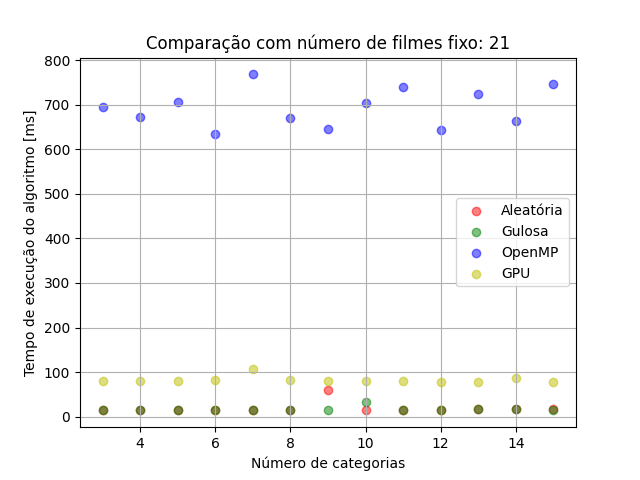 Comparação com número de filmes fixo: 21
Tempo de execução do algoritmo [ms]
800
700
600
500
400
300
200
100
0
Aleatória
Gulosa
OpenMP
GPU
4
6
8
10
12
14
Número de categorias